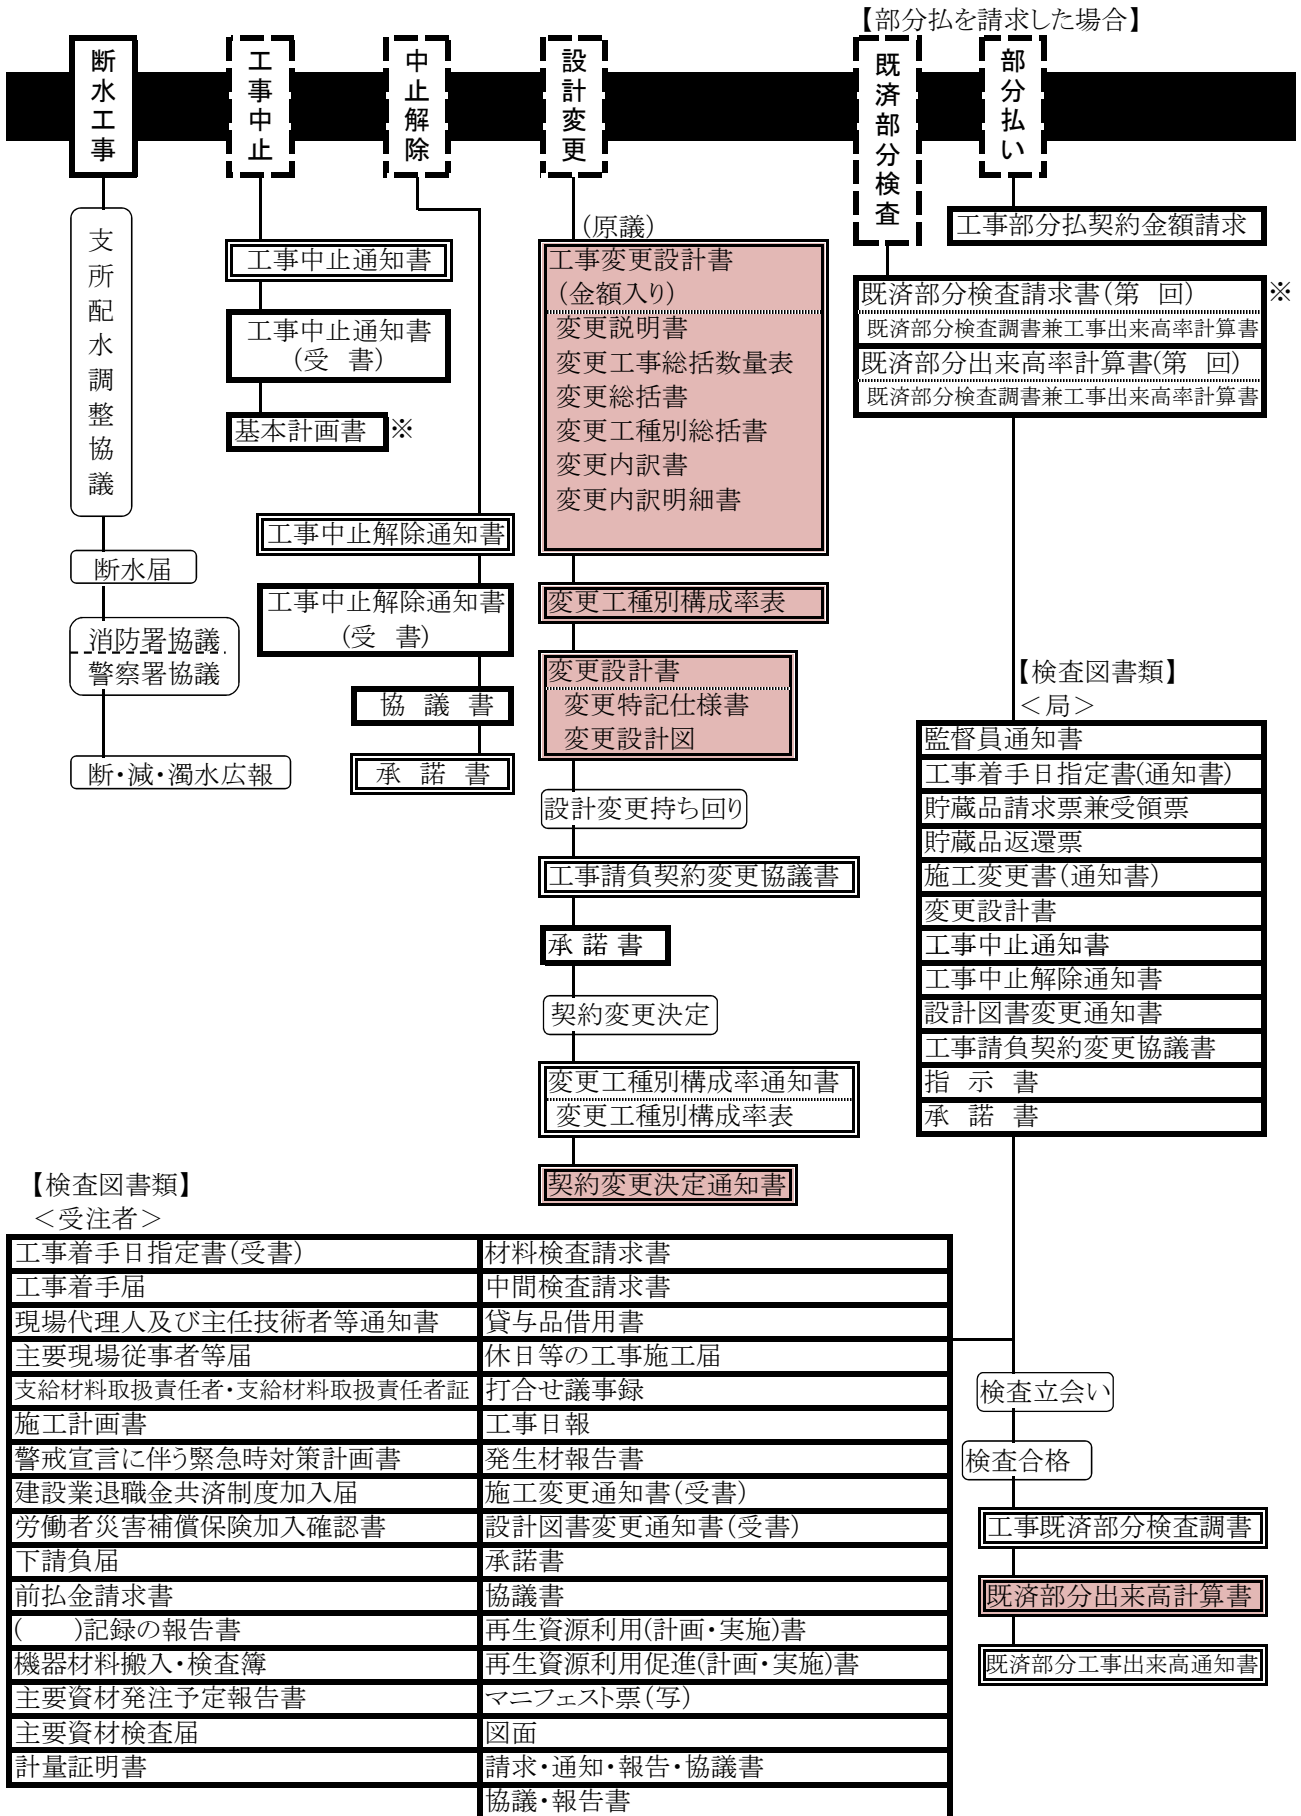 【部分払を請求した場合】
断水工事
工事中止
中止解除
設計変更
既済部分検査
部分払い
支所配水調整協議
断水届
消防署協議
警察署協議
断・減・濁水広報
工事中止通知書
工事中止通知書
(受　書)
基本計画書 ※
工事中止解除通知書
工事中止解除通知書
(受　書)
協　議　書
承　諾　書
(原議)
工事変更設計書
(金額入り)
変更説明書
変更工事総括数量表
変更総括書
変更工種別総括書
変更内訳書
変更内訳明細書
変更工種別構成率表
変更設計書
変更特記仕様書
変更設計図
設計変更持ち回り
工事請負契約変更協議書
承 諾 書
契約変更決定
変更工種別構成率通知書
変更工種別構成率表
契約変更決定通知書
工事部分払契約金額請求
既済部分検査請求書(第　回) ※
既済部分検査調書兼工事出来高率計算書
既済部分出来高率計算書(第　回)
既済部分検査調書兼工事出来高率計算書
【検査図書類】
＜局＞
監督員通知書
工事着手日指定書(通知書)
貯蔵品請求票兼受領票
貯蔵品返還票
施工変更書(通知書)
変更設計書
工事中止通知書
工事中止解除通知書
設計図書変更通知書
工事請負契約変更協議書
指　示　書
承　諾　書
【検査図書類】
＜受注者＞
工事着手日指定書(受書)
工事着手届
現場代理人及び主任技術者等通知書
主要現場従事者等届
支給材料取扱責任者・支給材料取扱責任者証
施工計画書
警戒宣言に伴う緊急時対策計画書
建設業退職金共済制度加入届
労働者災害補償保険加入確認書
下請負届
前払金請求書
(　　)記録の報告書
機器材料搬入・検査簿
主要資材発注予定報告書
主要資材検査届
計量証明書
材料検査請求書
中間検査請求書
貸与品借用書
休日等の工事施工届
打合せ議事録
工事日報
発生材報告書
施工変更通知書(受書)
設計図書変更通知書(受書)
承諾書
協議書
再生資源利用(計画・実施)書
再生資源利用促進(計画・実施)書
マニフェスト票(写)
図面
請求・通知・報告・協議書
協議・報告書
検査立会い
検査合格
工事既済部分検査調書
既済部分出来高計算書
既済部分工事出来高通知書